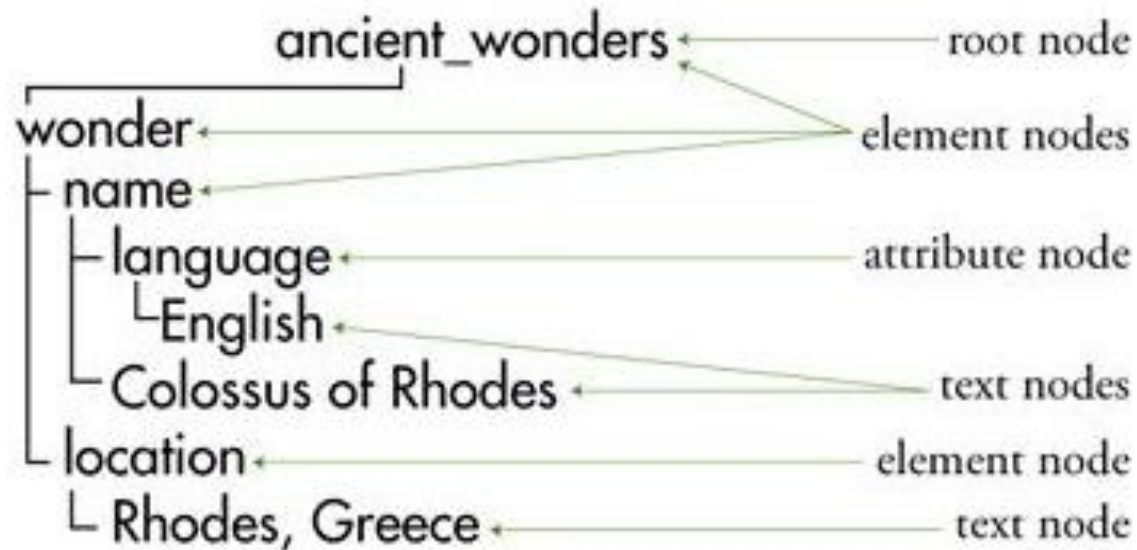 ancient_wonders root node
wonder element nodes
name
language attribute node
English
Colossus of Rhodes text nodes
location element node
Rhodes, Greece text node